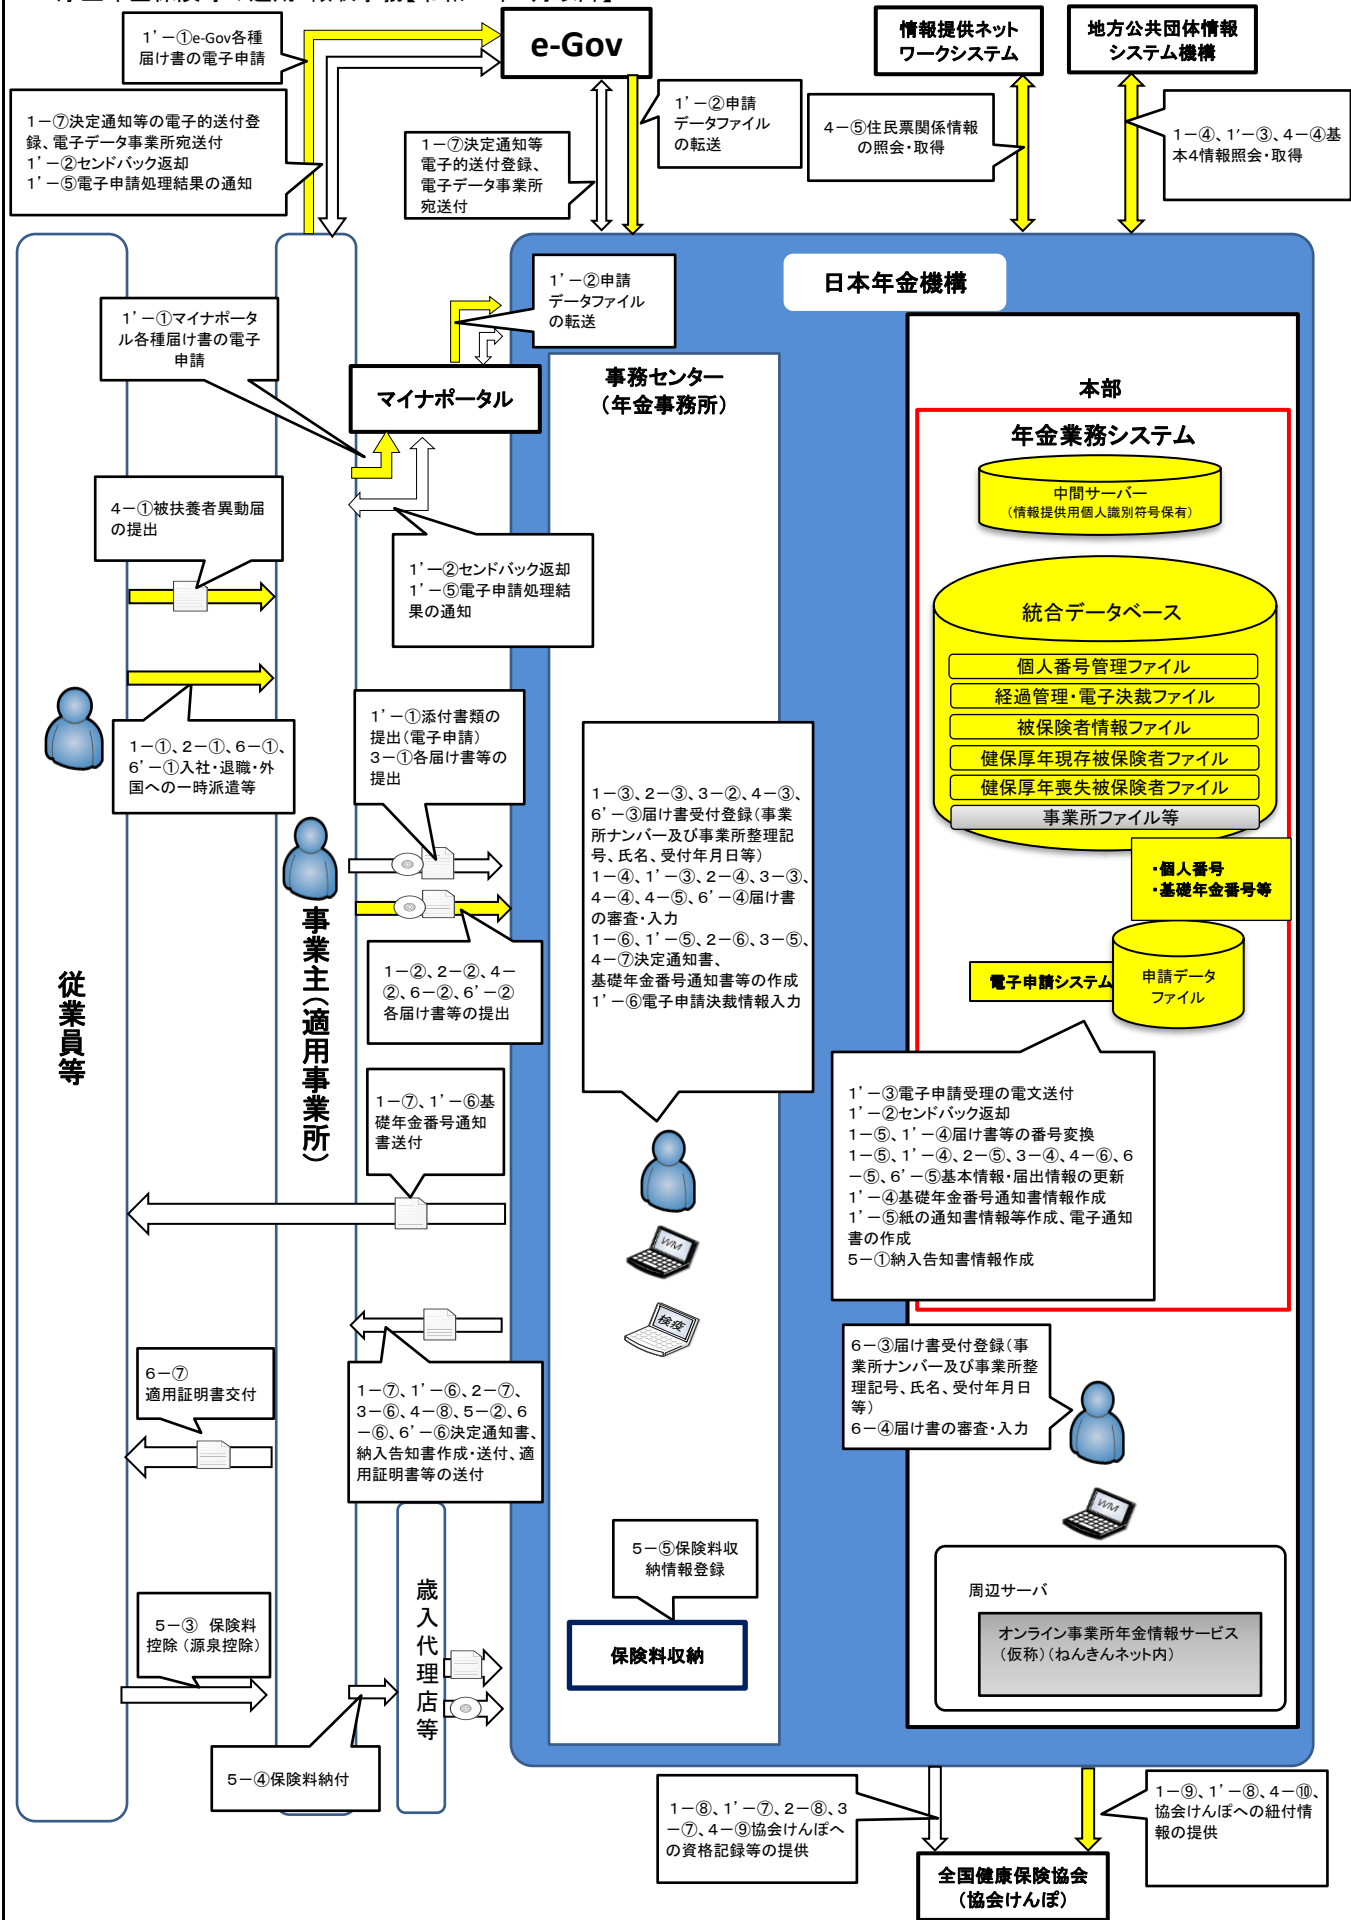 1’－①e-Gov各種
届け書の電子申請
e-Gov
情報提供ネット
ワークシステム
地方公共団体情報
システム機構
1－⑦決定通知等の電子的送付登
録、電子データ事業所宛送付
1’－②センドバック返却
1’－⑤電子申請処理結果の通知
1－⑦決定通知等
電子的送付登録、
電子データ事業所
宛送付
1’－②申請
データファイル
の転送
4－⑤住民票関係情報
の照会・取得
1－④、1’－③、4－④基
本4情報照会・取得
日本年金機構
1’－②申請
データファイル
の転送
1’－①マイナポータ
ル各種届け書の電子
申請
マイナポータル
事務センター
（年金事務所）
本部
年金業務システム
中間サーバー
（情報提供用個人識別符号保有）
4－①被扶養者異動届
の提出
1’－②センドバック返却
1’－⑤電子申請処理結
果の通知
統合データベース
個人番号管理ファイル
経過管理・電子決裁ファイル
被保険者情報ファイル
健保厚年現存被保険者ファイル
健保厚年喪失被保険者ファイル
事業所ファイル等
・個人番号
・基礎年金番号等
1－①、2－①、6－①、
6’－①入社・退職・外
国への一時派遣等
1’－①添付書類の
提出（電子申請）
3－①各届け書等の
提出
1－③、2－③、3－②、4－③、
6’－③届け書受付登録（事業
所ナンバー及び事業所整理記
号、氏名、受付年月日等）
1－④、1’－③、2－④、3－③、
4－④、4－⑤、6’－④届け書
の審査・入力
1－⑥、1’－⑤、2－⑥、3－⑤、
4－⑦決定通知書、
基礎年金番号通知書等の作成
1’－⑥電子申請決裁情報入力
電子申請システム
申請データ
ファイル
従業員等
事業主（適用事業所）
1－②、2－②、4－
②、6－②、6’－②
各届け書等の提出
1－⑦、1’－⑥基
礎年金番号通知
書送付
1’－③電子申請受理の電文送付
1’－②センドバック返却
1－⑤、1’－④届け書等の番号変換
1－⑤、1’－④、2－⑤、3－④、4－⑥、6
－⑤、6’－⑤基本情報・届出情報の更新
1’－④基礎年金番号通知書情報作成
1’－⑤紙の通知書情報等作成、電子通知
書の作成
5－①納入告知書情報作成
WM
検疫
6－⑦
適用証明書交付
1－⑦、1’－⑥、2－⑦、
3－⑥、4－⑧、5－②、6
－⑥、6’－⑥決定通知書、
納入告知書作成・送付、適
用証明書等の送付
6－③届け書受付登録（事
業所ナンバー及び事業所整
理記号、氏名、受付年月日
等）
6－④届け書の審査・入力
WM
5－⑤保険料収
納情報登録
保険料収納
周辺サーバ
オンライン事業所年金情報サービス
（仮称）（ねんきんネット内）
5－③　保険料
控除（源泉控除）
歳入代理店等
5－④保険料納付
1－⑧、1’－⑦、2－⑧、3
－⑦、4－⑨協会けんぽへ
の資格記録等の提供
1－⑨、1’－⑧、4－⑩、
協会けんぽへの紐付情
報の提供
全国健康保険協会
（協会けんぽ）